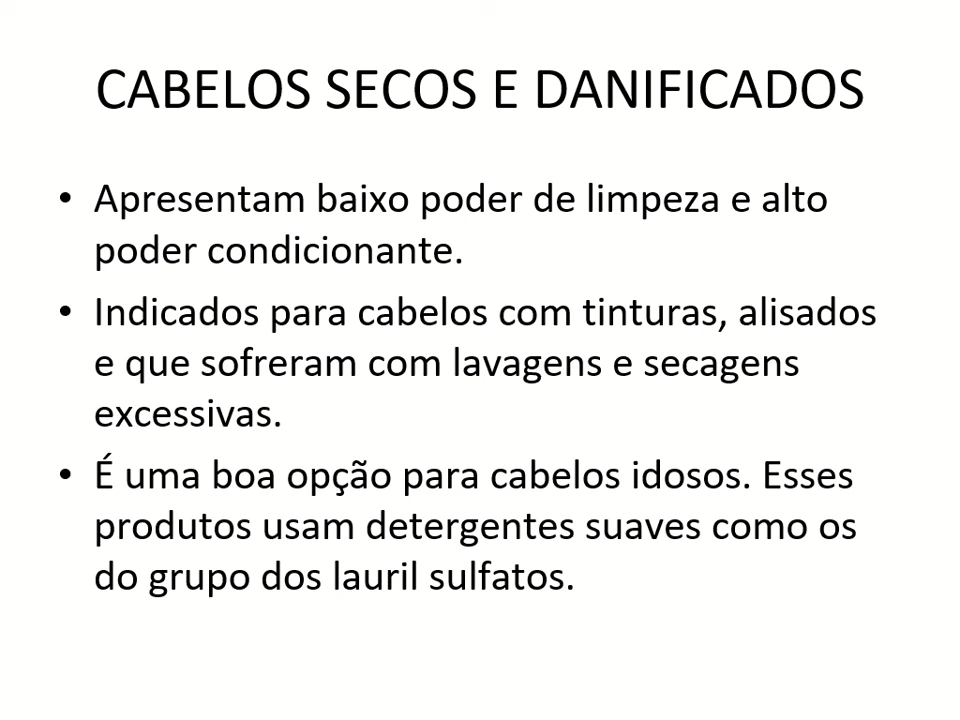 CABELOS SECOS E DANIFICADOS
• Apresentam baixo poder de limpeza e alto
poder condicionante.
• Indicados para cabelos com tinturas, alisados
e que sofreram com lavagens e secagens
excessivas.
• É uma boa opção para cabelos idosos. Esses
produtos usam detergentes suaves como os
do grupo dos lauril sulfatos.